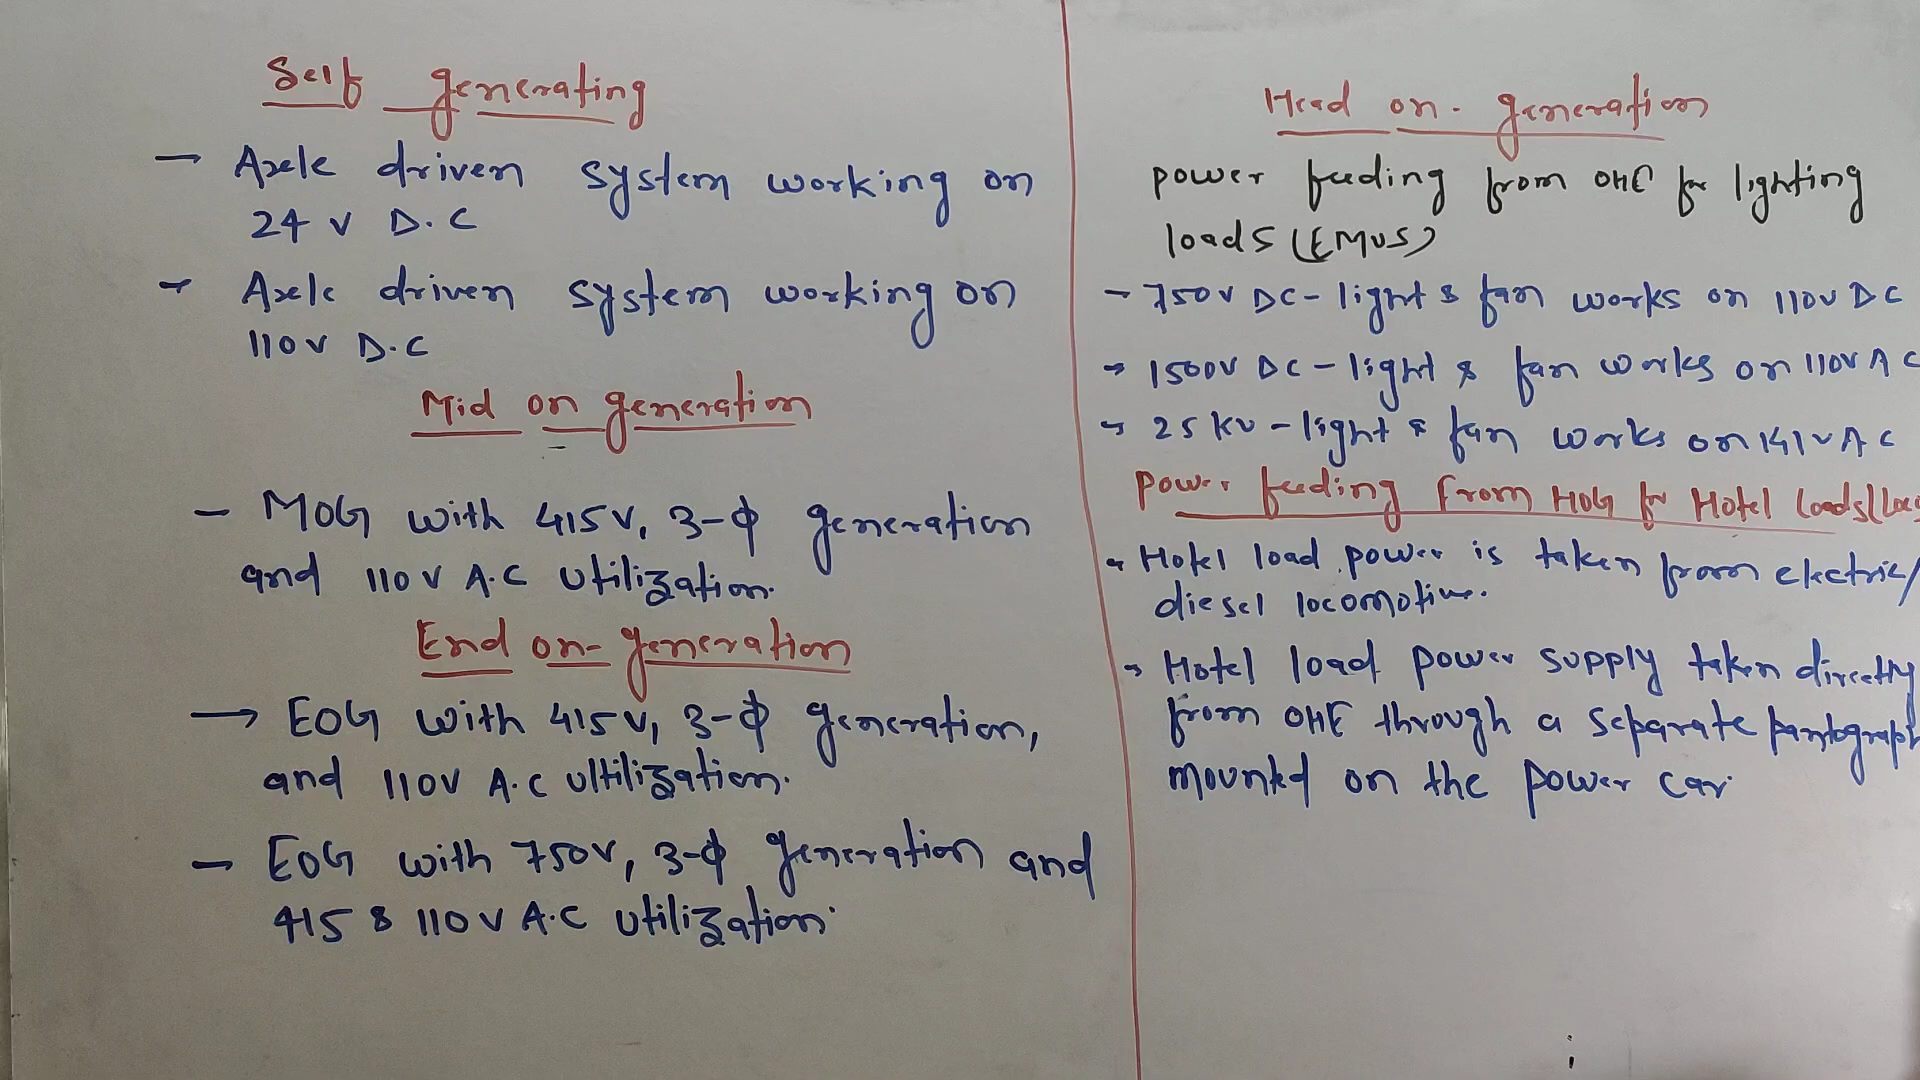 Self generating
→ Axle driven system working on
24 V D.C
→ Axle driven system working on
110 V D.C
Mid on generation
- MOG with 415V, 3-φ generation
and 110 V A.C Utilization.
End on-generation
→ EOG with 415V, 3-φ generation,
and 110V A.C Ultilization.
- EOG with 750V, 3-φ generation and
415 & 110 V A.C Utilization.
Head on-generation
power feeding from OHE for lighting
loads (EMUS)
→ 750V DC - light & fan works on 110V DC
→ 1500V DC - light & fan works on 110V AC
→ 25 KV - light & fan works on 141V AC
Power feeding From HOG for Hotel loads(
→ Hotel load power is taken from electric/
diesel locomotive.
→ Hotel load power supply taken directly
from OHE through a separate pantograph
mounted on the power car.